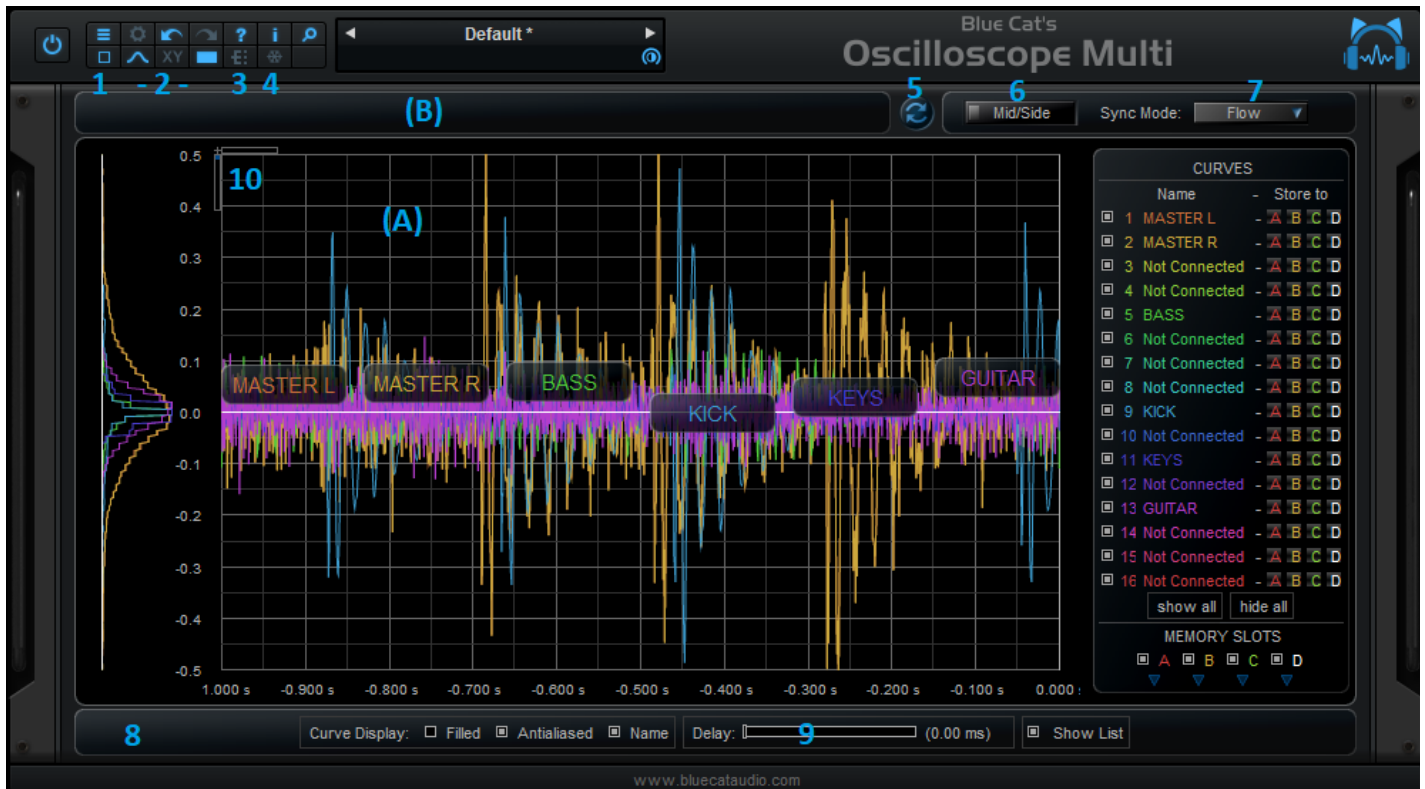 Default *
Blue Cat's
Oscilloscope Multi
? i
XY
1 - 2 - 3 4
(B)
5
6
7
Mid/Side
Sync Mode: Flow
10
(A)
0.5
0.4
0.3
0.2
0.1
0.0
-0.1
-0.2
-0.3
-0.4
-0.5
MASTER L
MASTER R
BASS
KICK
KEYS
GUITAR
1.000 s -0.900 s -0.800 s -0.700 s -0.600 s -0.500 s -0.400 s -0.300 s -0.200 s -0.100 s 0.000
CURVES
Name - Store to
1 MASTER L - A B C D
2 MASTER R - A B C D
3 Not Connected - A B C D
4 Not Connected - A B C D
5 BASS - A B C D
6 Not Connected - A B C D
7 Not Connected - A B C D
8 Not Connected - A B C D
9 KICK - A B C D
10 Not Connected - A B C D
11 KEYS - A B C D
12 Not Connected - A B C D
13 GUITAR - A B C D
14 Not Connected - A B C D
15 Not Connected - A B C D
16 Not Connected - A B C D
show all hide all
MEMORY SLOTS
A B C D
8
Curve Display: Filled Antialiased Name
Delay: 9 (0.00 ms)
Show List
www.bluecataudio.com